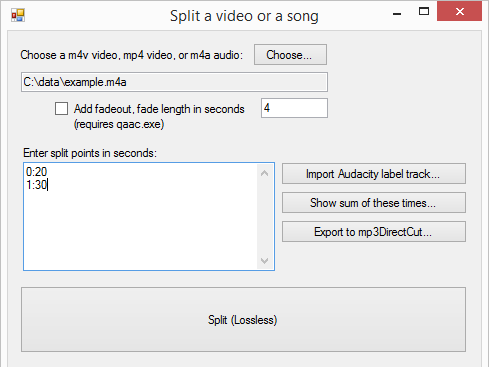 Split a video or a song
Choose a m4v video, mp4 video, or m4a audio:
Choose...
C:\data\example.m4a
Add fadeout, fade length in seconds
(requires qaac.exe)
4
Enter split points in seconds:
0:20
1:30
Import Audacity label track...
Show sum of these times...
Export to mp3DirectCut...
Split (Lossless)